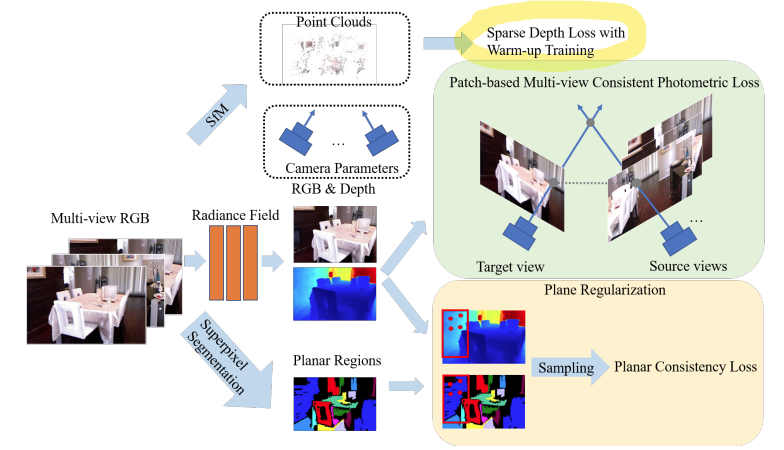 Point Clouds
Sparse Depth Loss with
Warm-up Training
Patch-based Multi-view Consistent Photometric Loss
SfM
...
Camera Parameters
RGB & Depth
Multi-view RGB
Radiance Field
...
Target view
Source views
Plane Regularization
Superpixel
Segmentation
Planar Regions
Sampling
Planar Consistency Loss